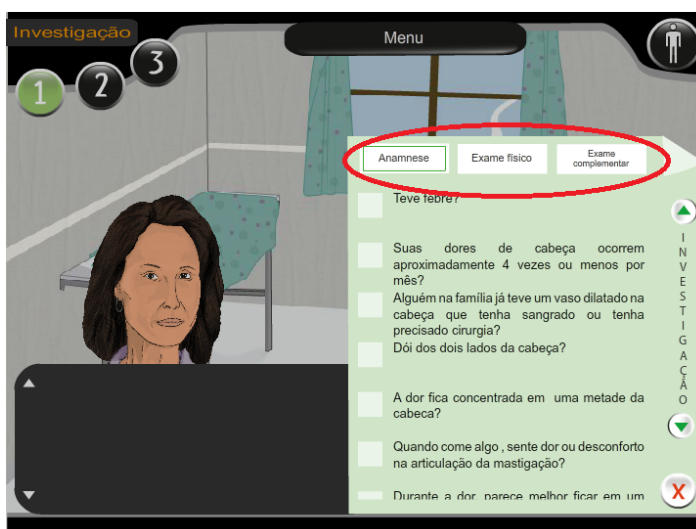 Investigação
Menu
1
2
3
Anamnese
Exame físico
Exame
complementar
Teve febre?
Suas dores de cabeça ocorrem
aproximadamente 4 vezes ou menos por
mês?
Alguém na família já teve um vaso dilatado na
cabeça que tenha sangrado ou tenha
precisado cirurgia?
Dói dos dois lados da cabeça?
A dor fica concentrada em uma metade da
cabeca?
Quando come algo , sente dor ou desconforto
na articulação da mastigação?
Durante a dor, parece melhor ficar em um
INVESTIGAÇÃO
X